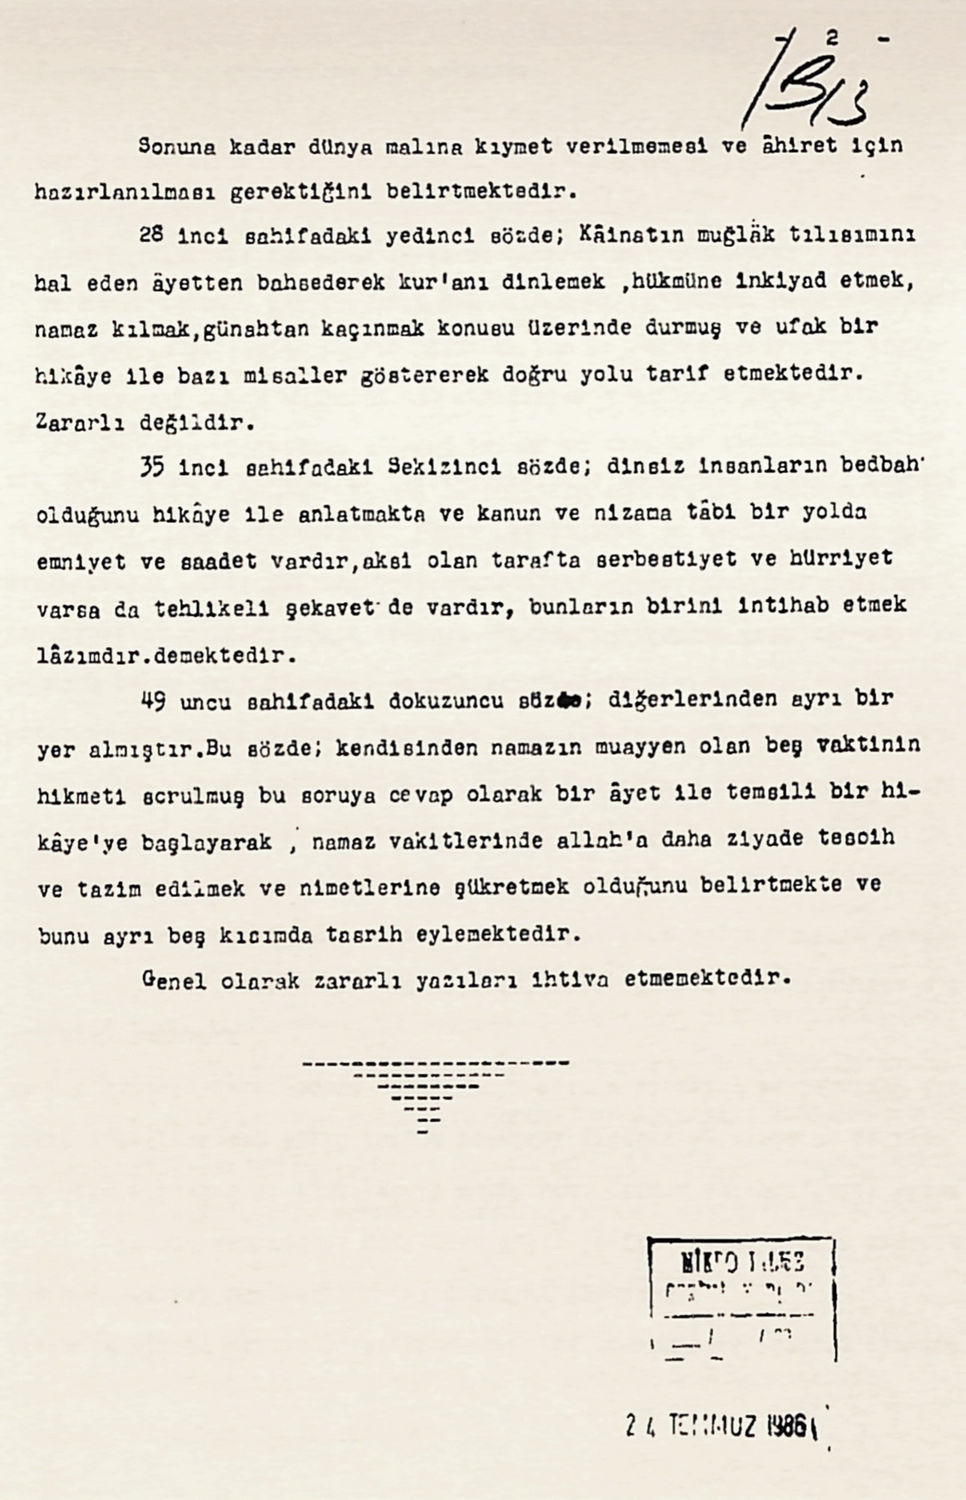 - 2 -
B/3
Sonuna kadar dünya malına kıymet verilmemesi ve âhiret için
hazırlanılması gerektiğini belirtmektedir.
28 inci sahifadaki yedinci sözde; Kâinatın muğlâk tılısımını
hal eden âyetten bahsederek kur'anı dinlemek ,hükmüne inkiyad etmek,
namaz kılmak,günahtan kaçınmak konusu üzerinde durmuş ve ufak bir
hikâye ile bazı misaller göstererek doğru yolu tarif etmektedir.
Zararlı değildir.
35 inci sahifadaki Sekizinci sözde; dinsiz insanların bedbah
olduğunu hikâye ile anlatmakta ve kanun ve nizama tâbi bir yolda
emniyet ve saadet vardır,aksi olan tarafta serbestiyet ve hürriyet
varsa da tehlikeli şekavet de vardır, bunların birini intihab etmek
lâzımdır.demektedir.
49 uncu sahifadaki dokuzuncu sözde; diğerlerinden ayrı bir
yer almıştır.Bu sözde; kendisinden namazın muayyen olan beş vaktinin
hikmeti sorulmuş bu soruya cevap olarak bir âyet ile temsili bir hi-
kâye'ye başlayarak , namaz vakitlerinde allah'a daha ziyade tesbih
ve tazim edilmek ve nimetlerine şükretmek olduğunu belirtmekte ve
bunu ayrı beş kısımda tasrih eylemektedir.
Genel olarak zararlı yazıları ihtiva etmemektedir.
24 TEMMUZ 1986